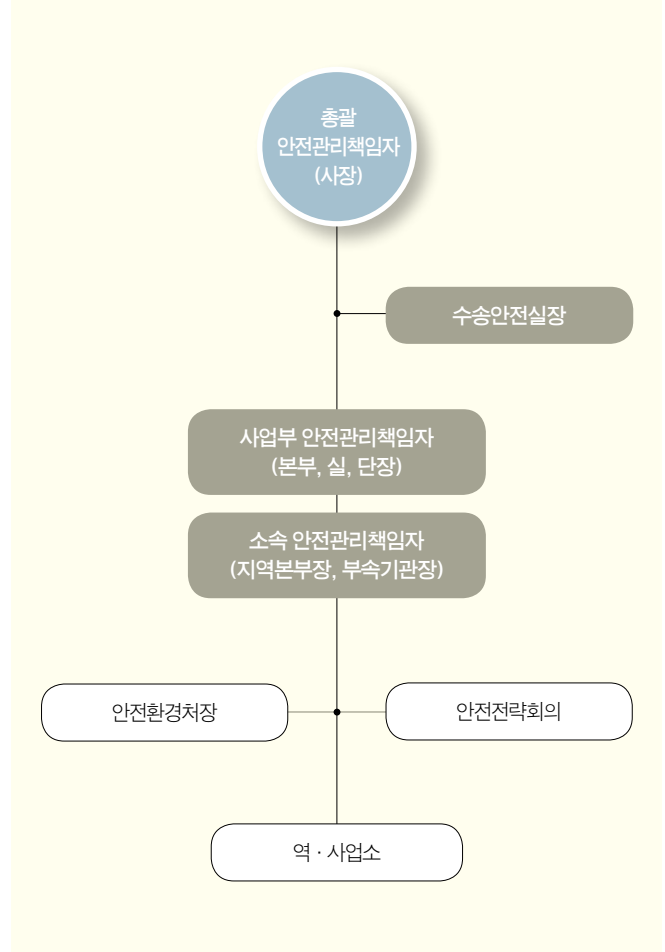 총괄
안전관리책임자
(사장)
수송안전실장
사업부 안전관리책임자
(본부, 실, 단장)
소속 안전관리책임자
(지역본부장, 부속기관장)
안전환경처장
안전전략회의
역 · 사업소